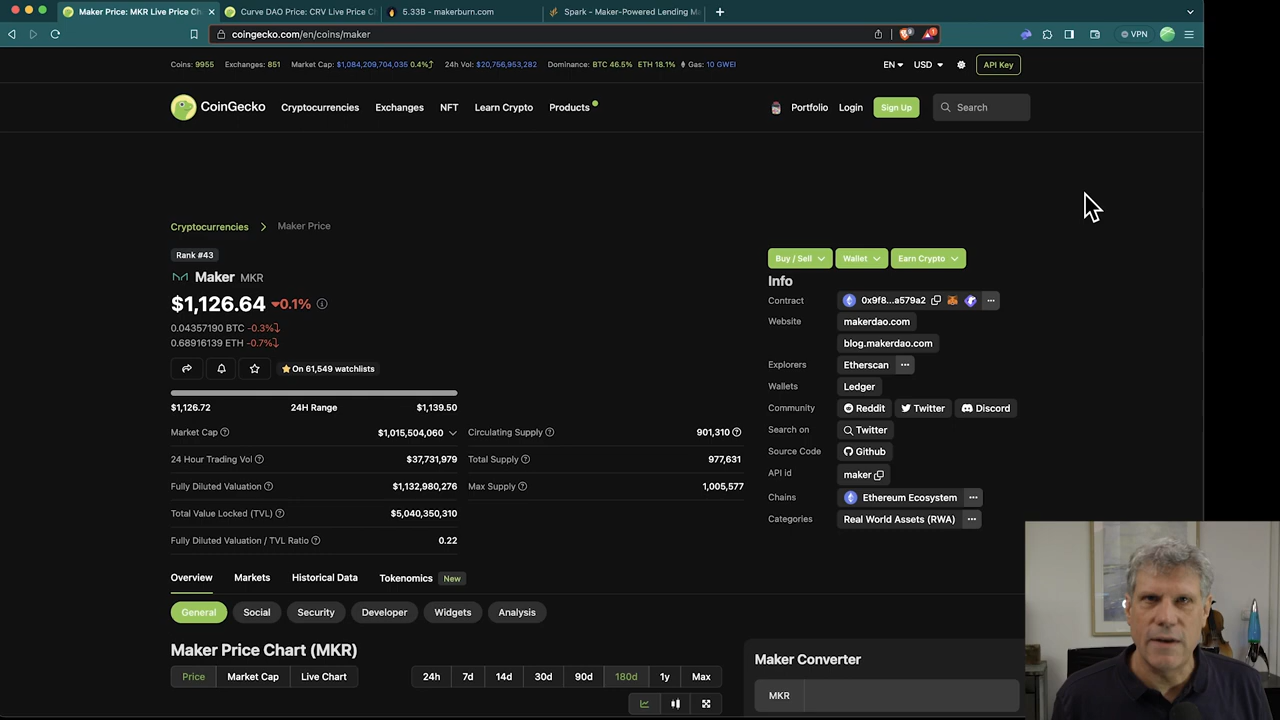 Maker Price: MKR Live Price Ch
Curve DAO Price: CRV Live Price C
5.33B - makerburn.com
Spark - Maker-Powered Lending Ma
coingecko.com/en/coins/maker
VPN
Coins: 9955 Exchanges: 851 Market Cap: $1,084,209,704,035 0.4% 24h Vol: $20,756,953,282 Dominance: BTC 46.5% ETH 18.1% Gas: 10 GWEI
EN USD API Key
CoinGecko Cryptocurrencies Exchanges NFT Learn Crypto Products Portfolio Login Sign Up Search
Cryptocurrencies > Maker Price
Rank #43
Maker MKR
$1,126.64 0.1%
0.04357190 BTC -0.3%
0.68916139 ETH -0.7%
On 61,549 watchlists
$1,126.72 24H Range $1,139.50
Market Cap $1,015,504,060
24 Hour Trading Vol $37,731,979
Fully Diluted Valuation $1,132,980,276
Total Value Locked (TVL) $5,040,350,310
Fully Diluted Valuation / TVL Ratio 0.22
Circulating Supply 901,310
Total Supply 977,631
Max Supply 1,005,577
Buy / Sell Wallet Earn Crypto
Info
Contract 0x9f8...a579a2
Website makerdao.com
blog.makerdao.com
Explorers Etherscan
Wallets Ledger
Community Reddit Twitter Discord
Search on Twitter
Source Code Github
API id maker
Chains Ethereum Ecosystem
Categories Real World Assets (RWA)
Overview Markets Historical Data Tokenomics New
General Social Security Developer Widgets Analysis
Maker Price Chart (MKR)
Price Market Cap Live Chart 24h 7d 14d 30d 90d 180d 1y Max
Maker Converter
MKR